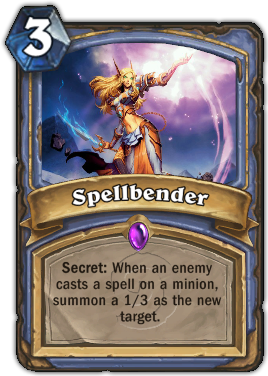 3
Spellbender
Secret: When an enemy
casts a spell on a minion,
summon a 1/3 as the new
target.